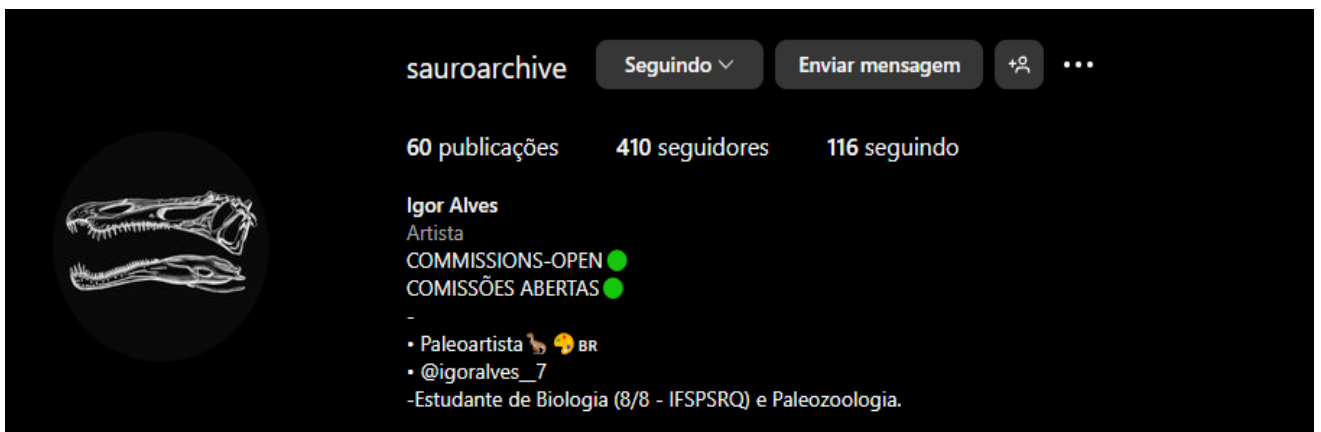 sauroarchive Seguindo Enviar mensagem
60 publicações 410 seguidores 116 seguindo
Igor Alves
Artista
COMMISSIONS-OPEN🟢
COMISSÕES ABERTAS🟢
-
• Paleoartista🦕 🎨 BR
• @igoralves__7
-Estudante de Biologia (8/8 - IFSPSRQ) e Paleozoologia.